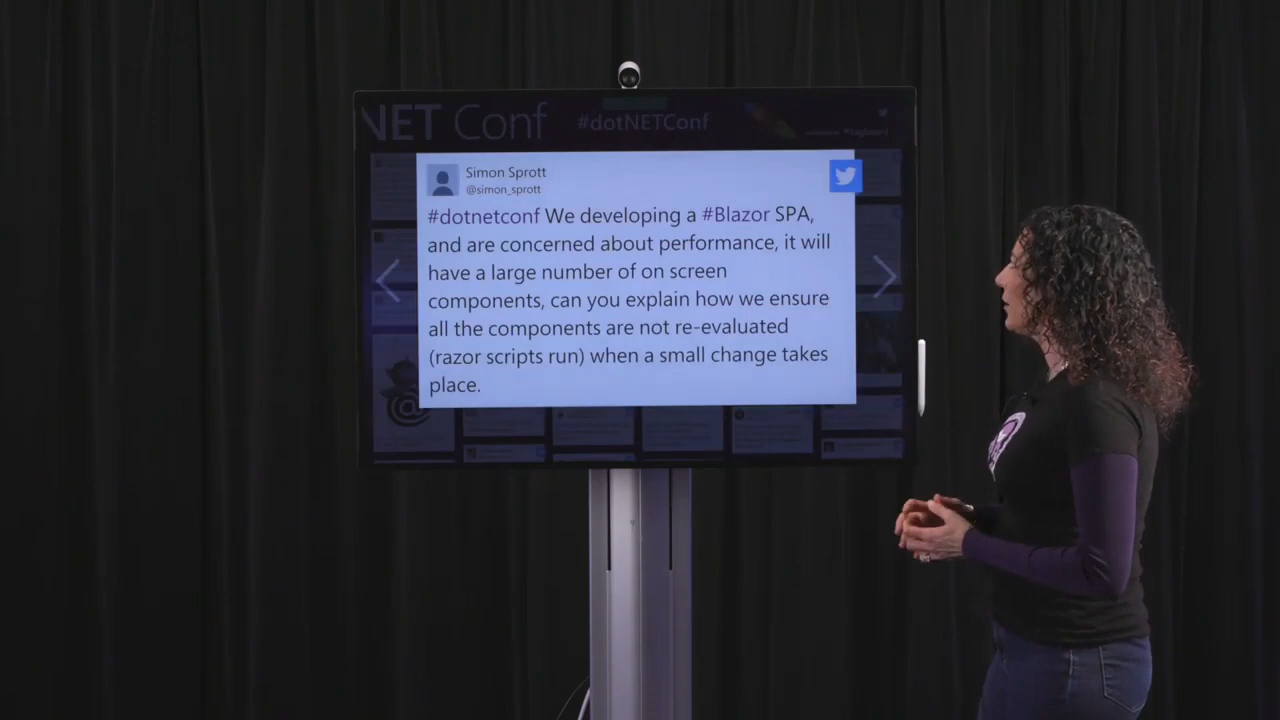 NET Conf #dotNETConf
Simon Sprott
@simon_sprott
#dotnetconf We developing a #Blazor SPA,
and are concerned about performance, it will
have a large number of on screen
components, can you explain how we ensure
all the components are not re-evaluated
(razor scripts run) when a small change takes
place.